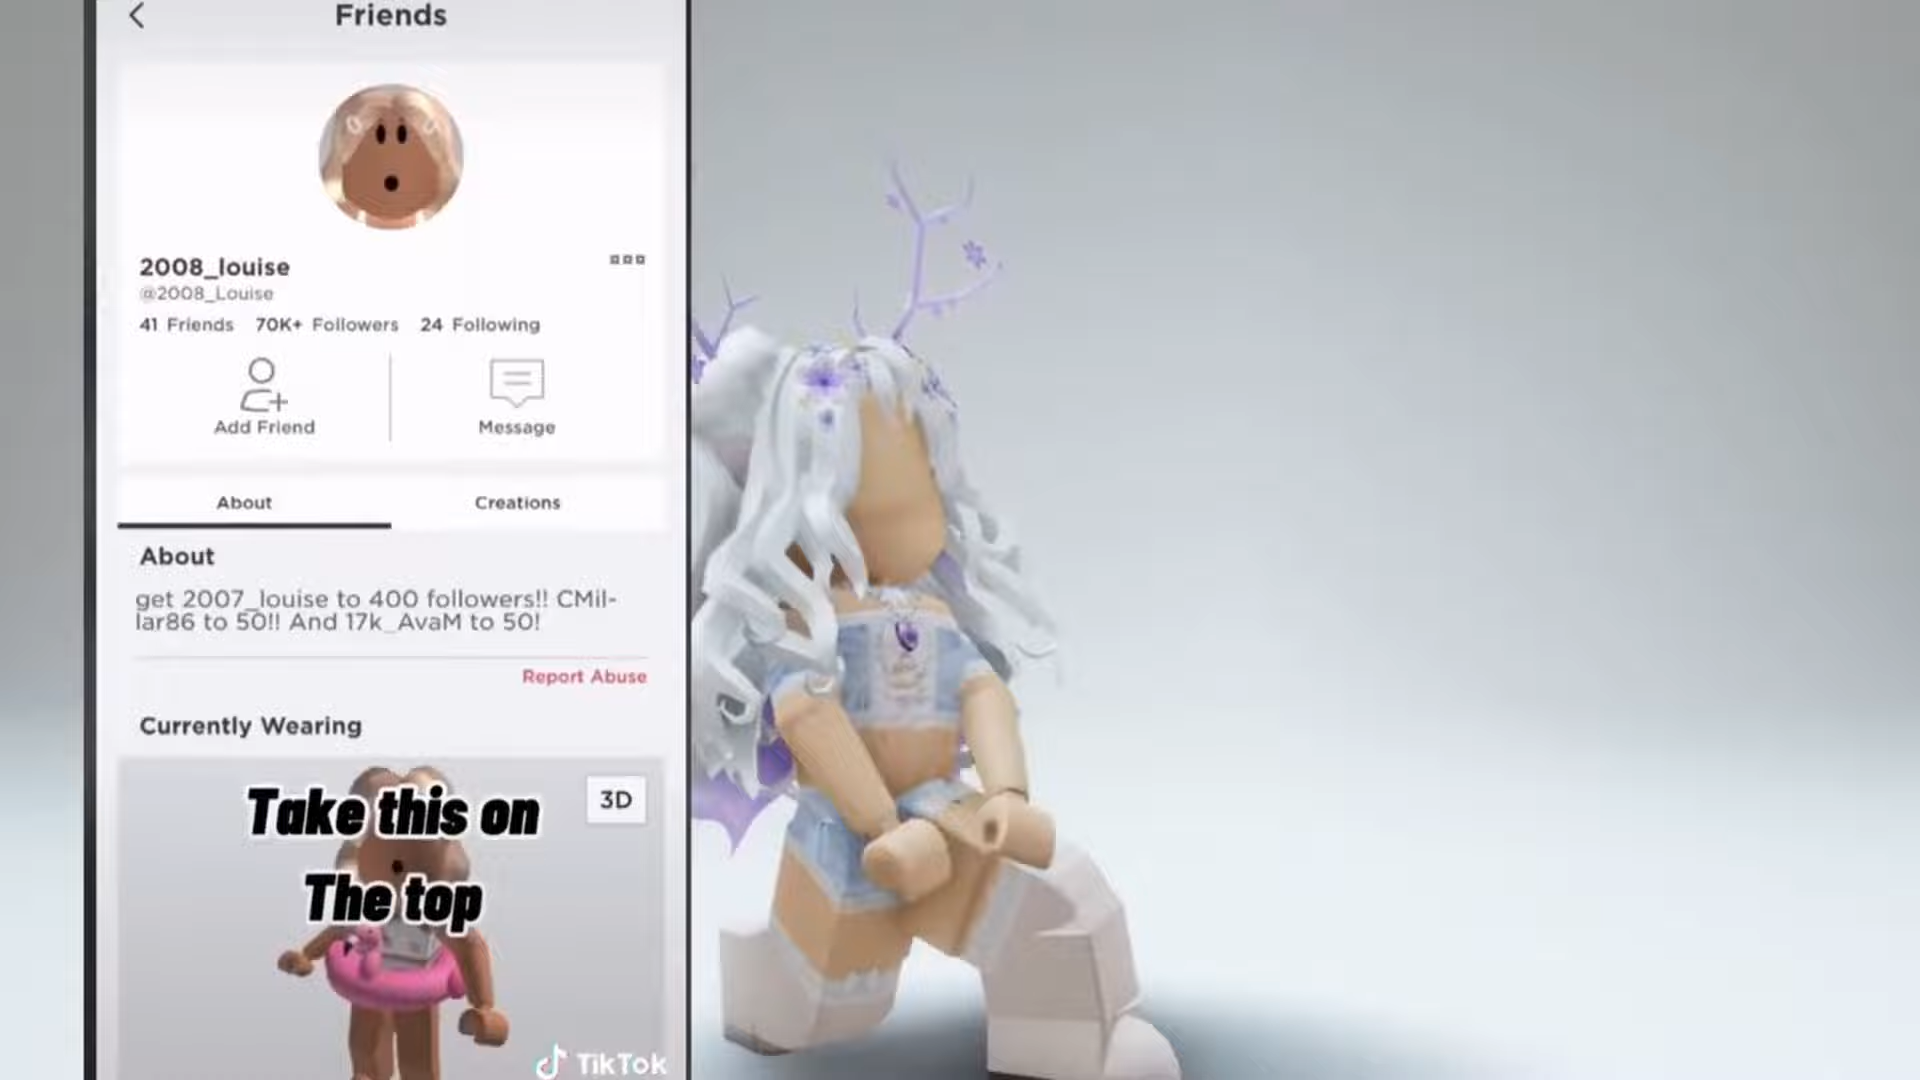 Friends
2008_louise
@2008_Louise
41 Friends 70K+ Followers 24 Following
Add Friend Message
About Creations
About
get 2007_louise to 400 followers!! CMil-
lar86 to 50!! And 17k_AvaM to 50!
Report Abuse
Currently Wearing
3D
Take this on
The top
TikTok